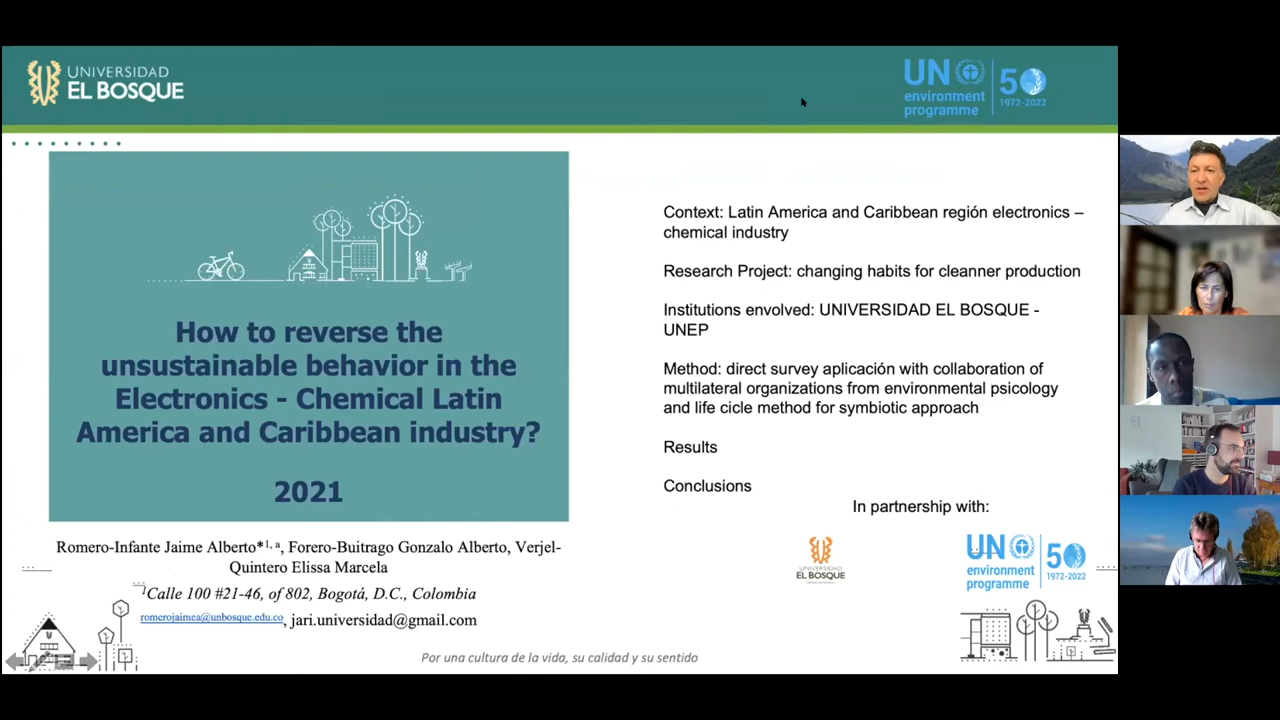 UNIVERSIDAD
EL BOSQUE
UN
environment
programme
50
1972-2022
How to reverse the
unsustainable behavior in the
Electronics - Chemical Latin
America and Caribbean industry?
2021
Romero-Infante Jaime Alberto*1, a, Forero-Buitrago Gonzalo Alberto, Verjel-
Quintero Elissa Marcela
1Calle 100 #21-46, of 802, Bogotá, D.C., Colombia
romerojaimea@unbosque.edu.co, jari.universidad@gmail.com
Context: Latin America and Caribbean región electronics –
chemical industry
Research Project: changing habits for cleanner production
Institutions envolved: UNIVERSIDAD EL BOSQUE -
UNEP
Method: direct survey aplicación with collaboration of
multilateral organizations from environmental psicology
and life cicle method for symbiotic approach
Results
Conclusions
In partnership with:
UNIVERSIDAD
EL BOSQUE
UN
environment
programme
50
1972-2022
Por una cultura de la vida, su calidad y su sentido